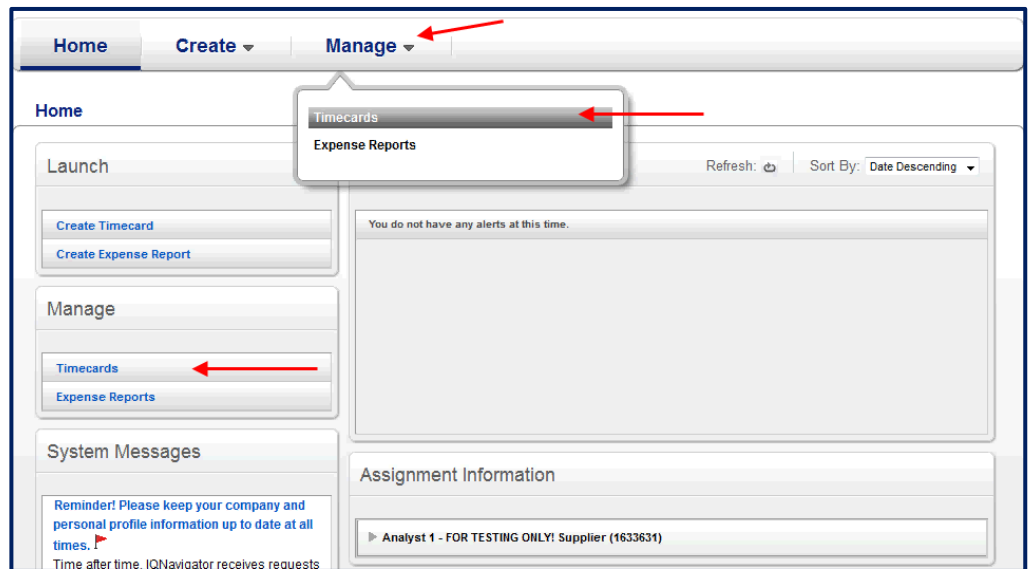 Home Create Manage
Home
Timecards
Expense Reports
Launch
Refresh: Sort By: Date Descending
Create Timecard
Create Expense Report
You do not have any alerts at this time.
Manage
Timecards
Expense Reports
System Messages
Reminder! Please keep your company and
personal profile information up to date at all
times.
Time after time, IQNavigator receives requests
Assignment Information
Analyst 1 - FOR TESTING ONLY! Supplier (1633631)